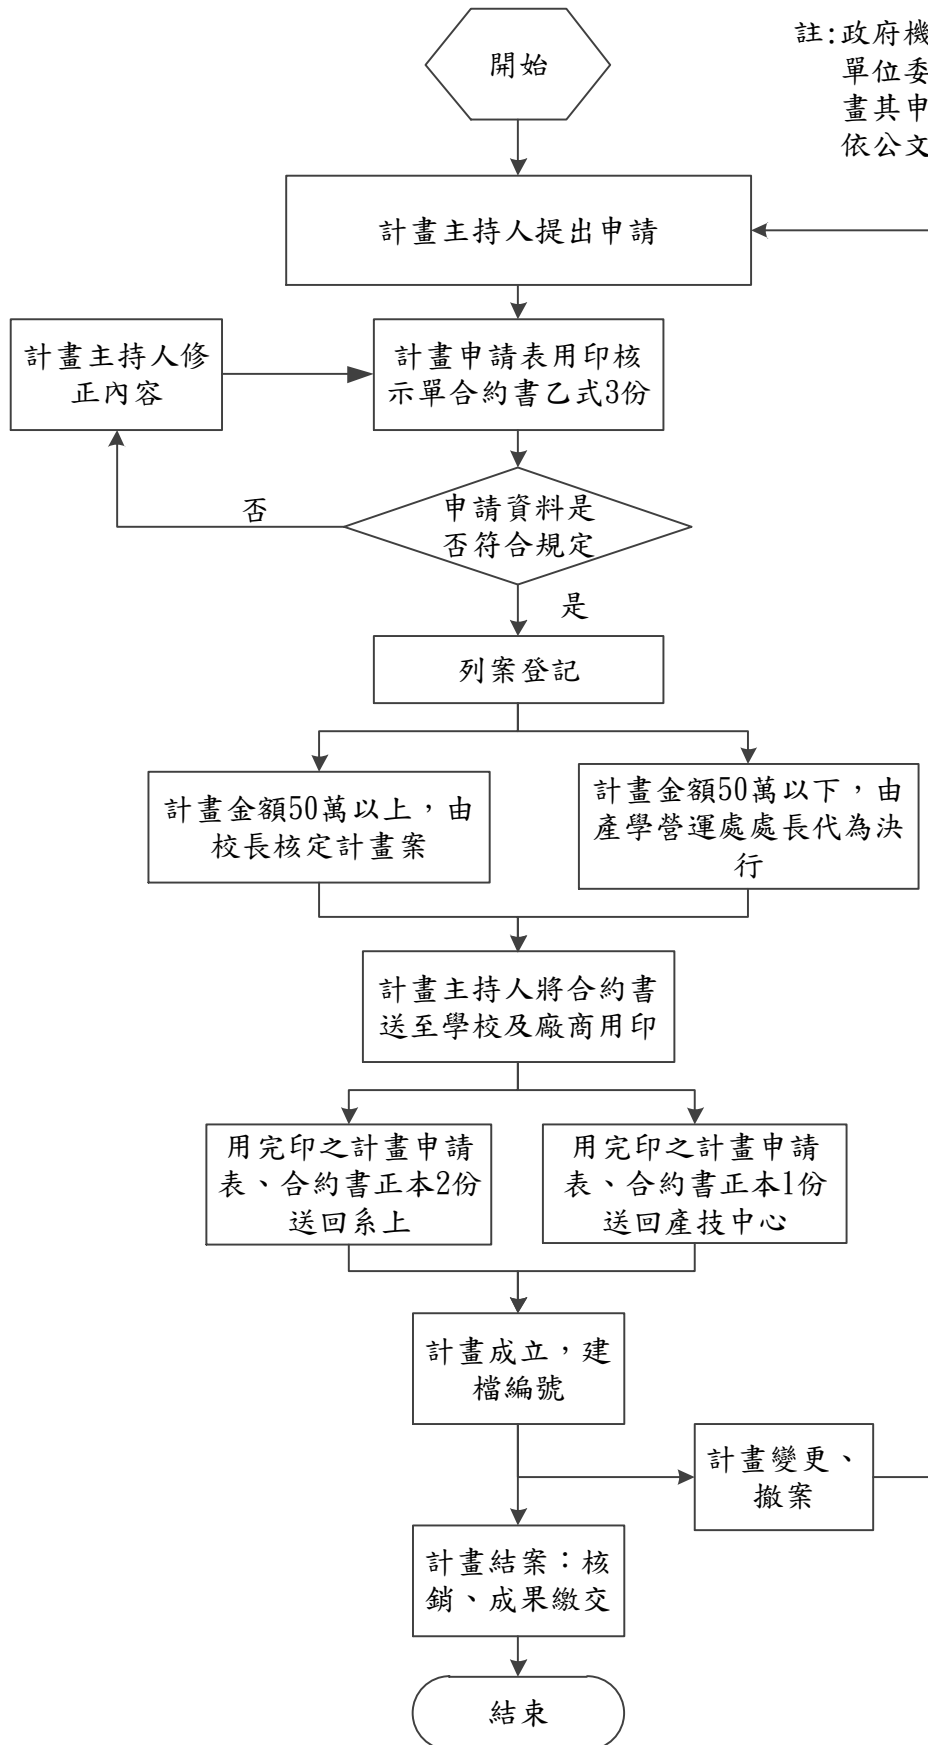 開始
註:政府機
單位委
畫其申
依公文
計畫主持人提出申請
計畫主持人修
正內容
計畫申請表用印核
示單合約書乙式3份
否
申請資料是
否符合規定
是
列案登記
計畫金額50萬以上，由
校長核定計畫案
計畫金額50萬以下，由
產學營運處處長代為決
行
計畫主持人將合約書
送至學校及廠商用印
用完印之計畫申請
表、合約書正本2份
送回系上
用完印之計畫申請
表、合約書正本1份
送回產技中心
計畫成立，建
檔編號
計畫變更、
撤案
計畫結案：核
銷、成果繳交
結束